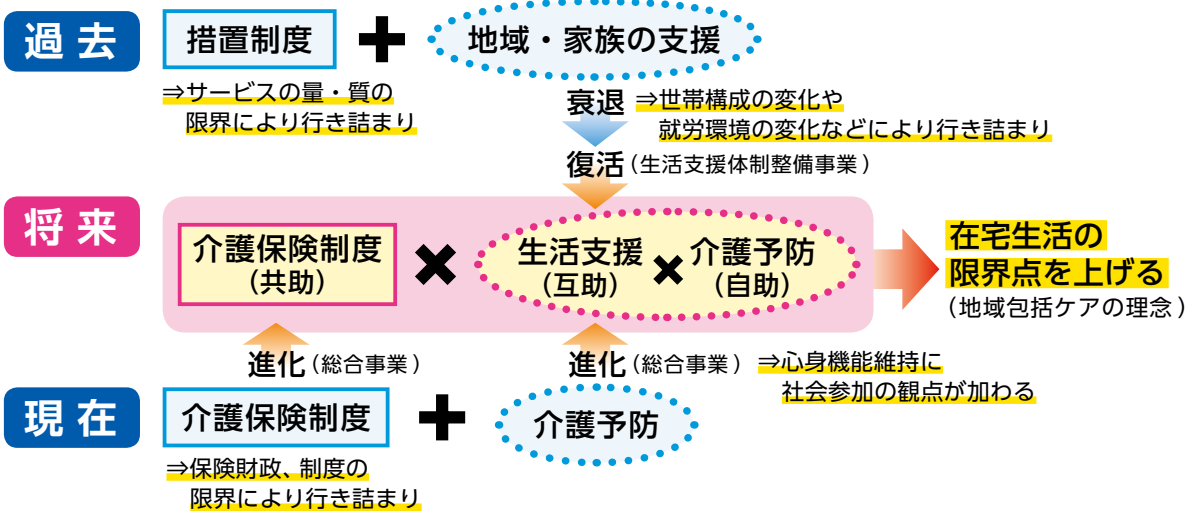 過去
措置制度
+
地域・家族の支援
⇒サービスの量・質の
限界により行き詰まり
衰退
⇒世帯構成の変化や
就労環境の変化などにより行き詰まり
復活(生活支援体制整備事業)
将来
介護保険制度
(共助)
×
生活支援
(互助)
×
介護予防
(自助)
在宅生活の
限界点を上げる
(地域包括ケアの理念)
進化(総合事業)
進化(総合事業)
⇒心身機能維持に
社会参加の観点が加わる
現在
介護保険制度
+
介護予防
⇒保険財政、制度の
限界により行き詰まり